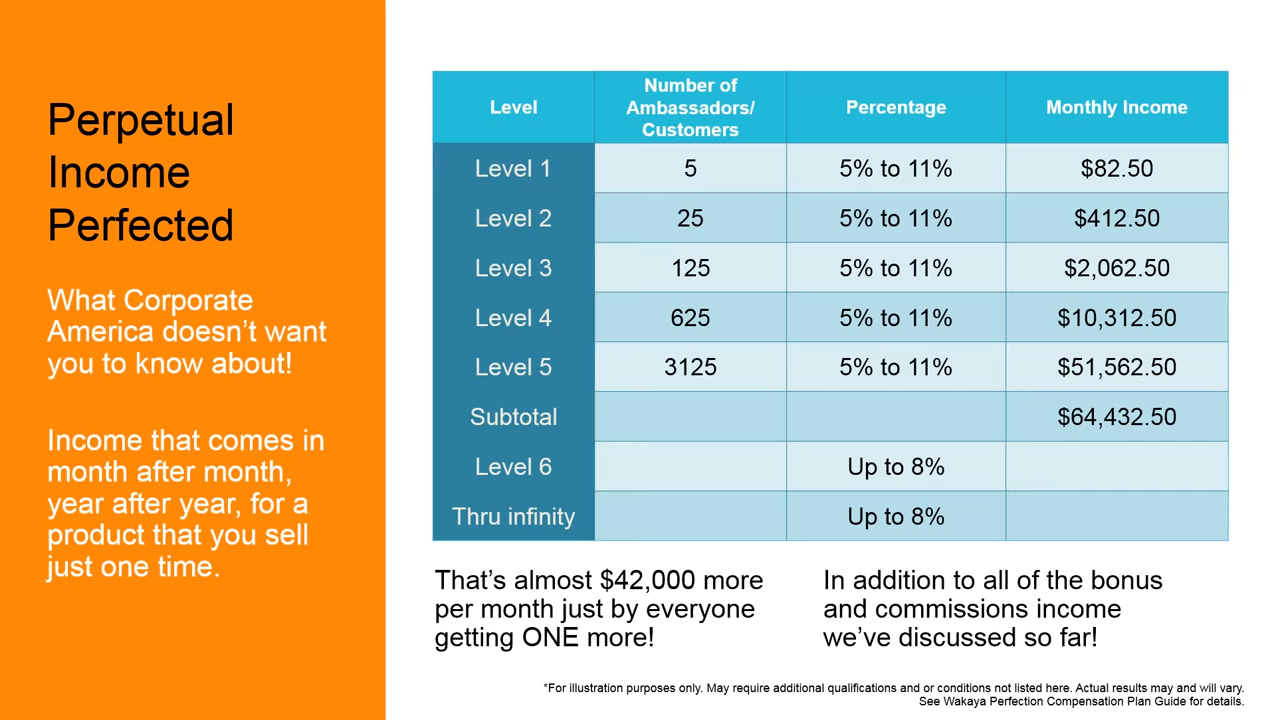 Perpetual
Income
Perfected
What Corporate
America doesn't want
you to know about!
Income that comes in
month after month,
year after year, for a
product that you sell
just one time.
Level Number of Ambassadors/ Customers Percentage Monthly Income
Level 1 5 5% to 11% $82.50
Level 2 25 5% to 11% $412.50
Level 3 125 5% to 11% $2,062.50
Level 4 625 5% to 11% $10,312.50
Level 5 3125 5% to 11% $51,562.50
Subtotal $64,432.50
Level 6 Up to 8%
Thru infinity Up to 8%
That's almost $42,000 more
per month just by everyone
getting ONE more!
In addition to all of the bonus
and commissions income
we've discussed so far!
*For illustration purposes only. May require additional qualifications and or conditions not listed here. Actual results may and will vary.
See Wakaya Perfection Compensation Plan Guide for details.